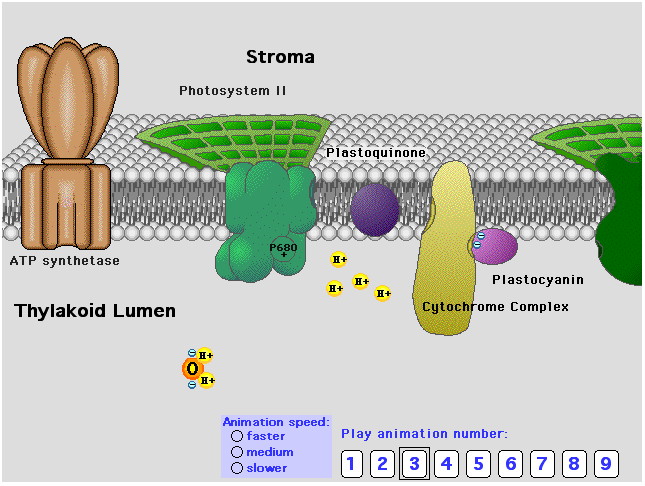 Stroma
Photosystem II
Plastoquinone
P680
+
ATP synthetase
H+
H+
H+
H+
Plastocyanin
Cytochrome Complex
Thylakoid Lumen
H+
O
H+
Animation speed:
faster
medium
slower
Play animation number:
1 2 3 4 5 6 7 8 9